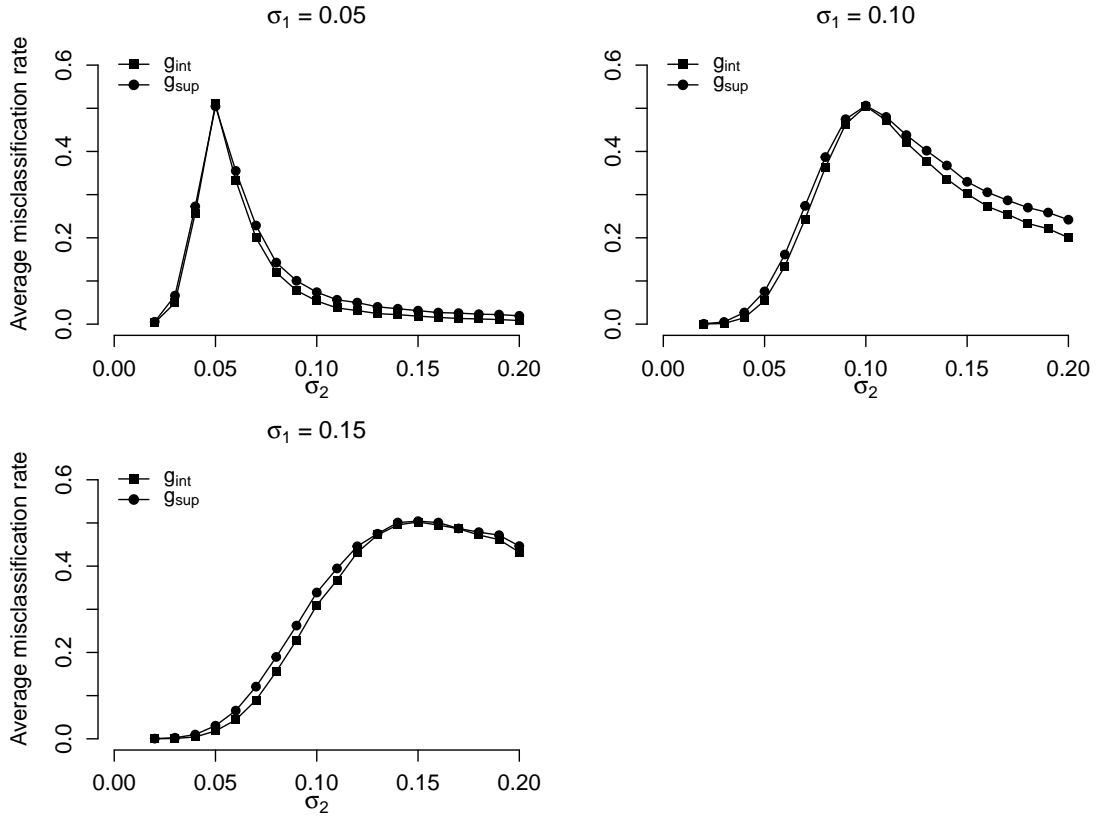 σ1 = 0.05
Average misclassification rate
0.0 0.2 0.4 0.6
gint
gsup
0.00 0.05 0.10 0.15 0.20
σ2
σ1 = 0.10
0.0 0.2 0.4 0.6
gint
gsup
0.00 0.05 0.10 0.15 0.20
σ2
σ1 = 0.15
Average misclassification rate
0.0 0.2 0.4 0.6
gint
gsup
0.00 0.05 0.10 0.15 0.20
σ2